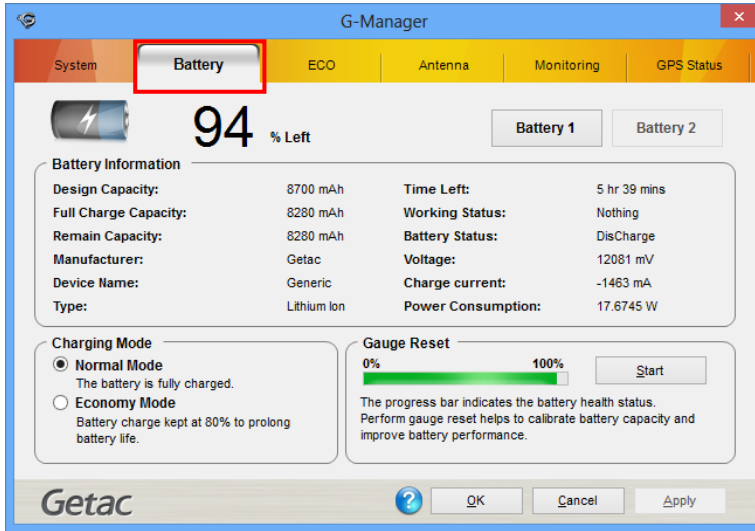 G-Manager
System Battery ECO Antenna Monitoring GPS Status
94 % Left Battery 1 Battery 2
Battery Information
Design Capacity: 8700 mAh Time Left: 5 hr 39 mins
Full Charge Capacity: 8280 mAh Working Status: Nothing
Remain Capacity: 8280 mAh Battery Status: DisCharge
Manufacturer: Getac Voltage: 12081 mV
Device Name: Generic Charge current: -1463 mA
Type: Lithium Ion Power Consumption: 17.6745 W
Charging Mode
Normal Mode
The battery is fully charged.
Economy Mode
Battery charge kept at 80% to prolong
battery life.
Gauge Reset
0% 100%
Start
The progress bar indicates the battery health status.
Perform gauge reset helps to calibrate battery capacity and
improve battery performance.
Getac ? OK Cancel Apply